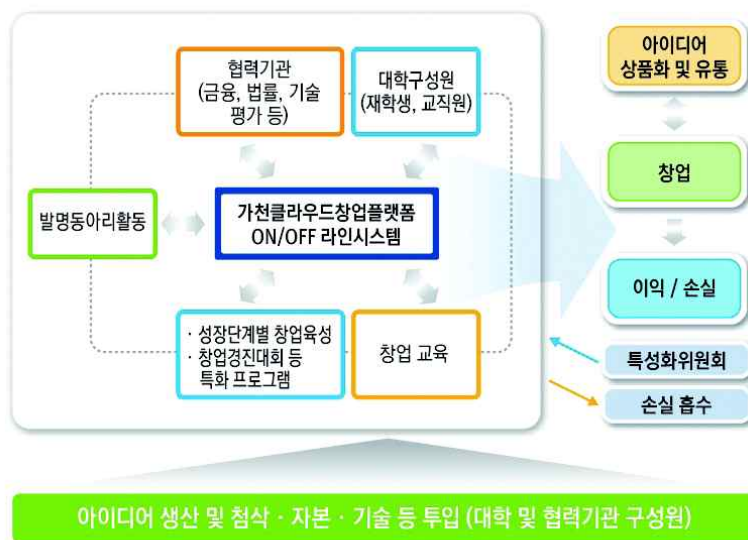 협력기관
(금융, 법률, 기술
평가 등)
대학구성원
(재학생, 교직원)
발명동아리활동
가천클라우드창업플랫폼
ON/OFF 라인시스템
· 성장단계별 창업육성
· 창업경진대회 등
특화 프로그램
창업 교육
아이디어
상품화 및 유통
창업
이익 / 손실
특성화위원회
손실 흡수
아이디어 생산 및 첨삭 · 자본 · 기술 등 투입 (대학 및 협력기관 구성원)